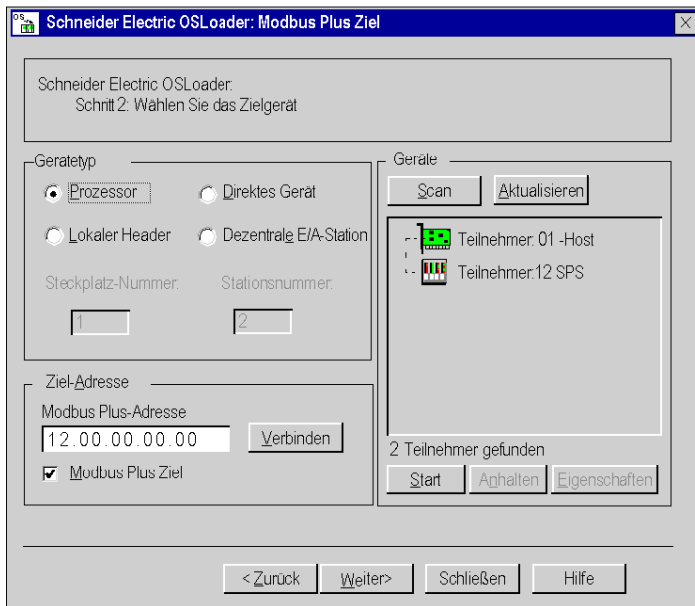 Schneider Electric OSLoader: Modbus Plus Ziel
Schneider Electric OSLoader:
Schritt 2: Wählen Sie das Zielgerät
Gerätetyp
Prozessor
Direktes Gerät
Lokaler Header
Dezentrale E/A-Station
Steckplatz-Nummer:
Stationsnummer:
1
2
Ziel-Adresse
Modbus Plus-Adresse
12.00.00.00.00
Verbinden
Modbus Plus Ziel
Geräte
Scan
Aktualisieren
Teilnehmer: 01 -Host
Teilnehmer:12 SPS
2 Teilnehmer gefunden
Start
Anhalten
Eigenschaften
< Zurück
Weiter>
Schließen
Hilfe